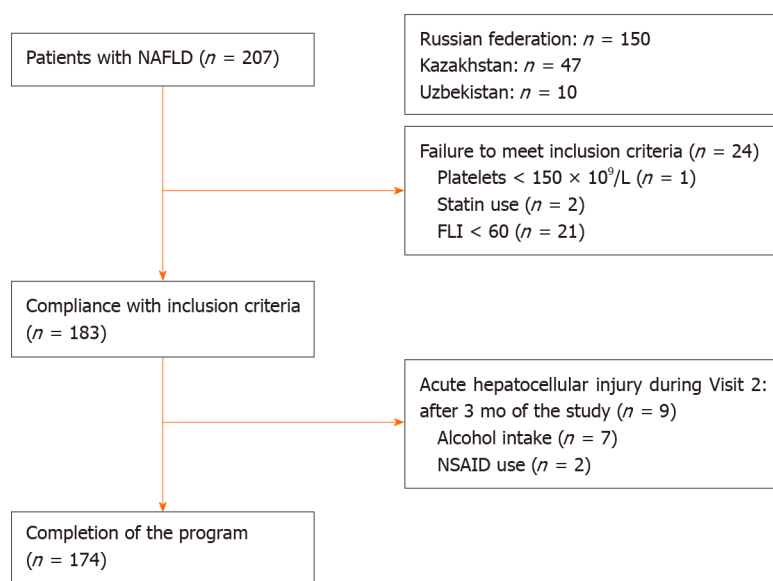 Patients with NAFLD (n = 207)
Russian federation: n = 150
Kazakhstan: n = 47
Uzbekistan: n = 10
Failure to meet inclusion criteria (n = 24)
Platelets < 150 × 10⁹/L (n = 1)
Statin use (n = 2)
FLI < 60 (n = 21)
Compliance with inclusion criteria
(n = 183)
Acute hepatocellular injury during Visit 2:
after 3 mo of the study (n = 9)
Alcohol intake (n = 7)
NSAID use (n = 2)
Completion of the program
(n = 174)